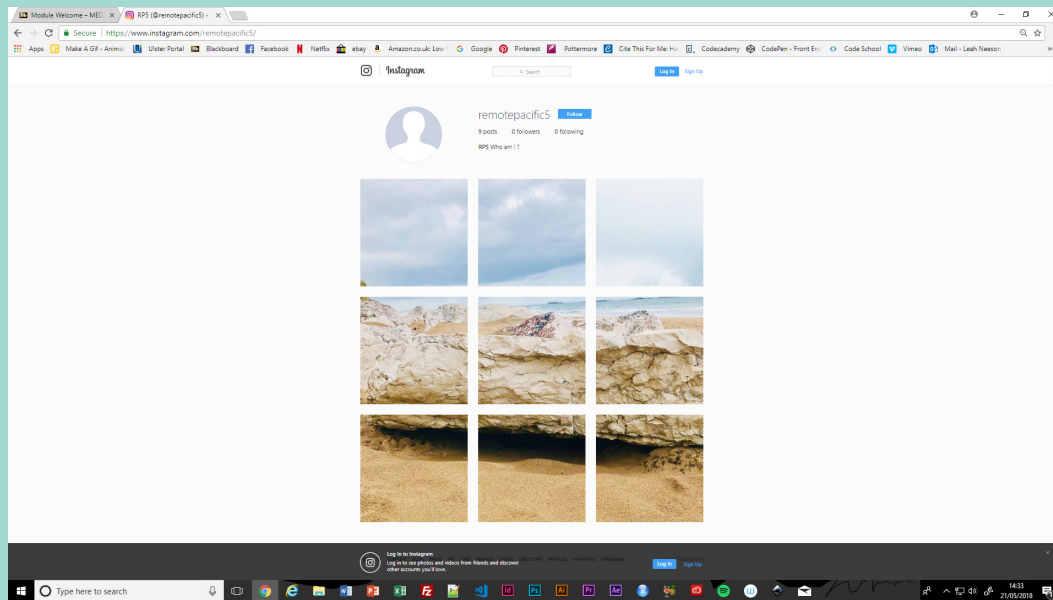 Module Welcome – MED
RP5 (@remotepacific5) •
Secure | https://www.instagram.com/remotepacific5/
Apps Make A Gif - Animat Ulster Portal Blackboard Facebook Netflix ebay Amazon.co.uk: Low Google Pinterest Pottermore Cite This For Me: Ha Codecademy CodePen - Front End Code School Vimeo Mail - Leah Neeson »
Instagram
Search
Log In Sign Up
remotepacific5 Follow
9 posts 0 followers 0 following
RP5 Who am i ?
Log In to Instagram
Log in to see photos and videos from friends and discover
other accounts you'll love.
Log In Sign Up
DIRECTORY PROFILES HASHTAGS LANGUAGE
Type here to search
14:33
21/05/2018